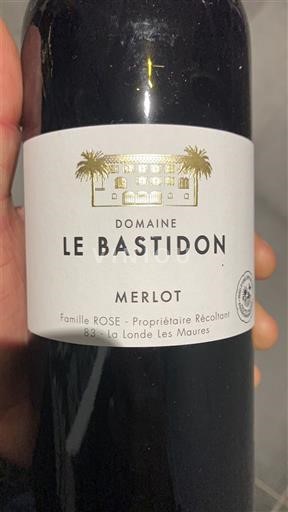 DOMAINE
LE BASTIDON
MERLOT
Famille ROSE - Propriétaire Récoltant
83 - La Londe Les Maures